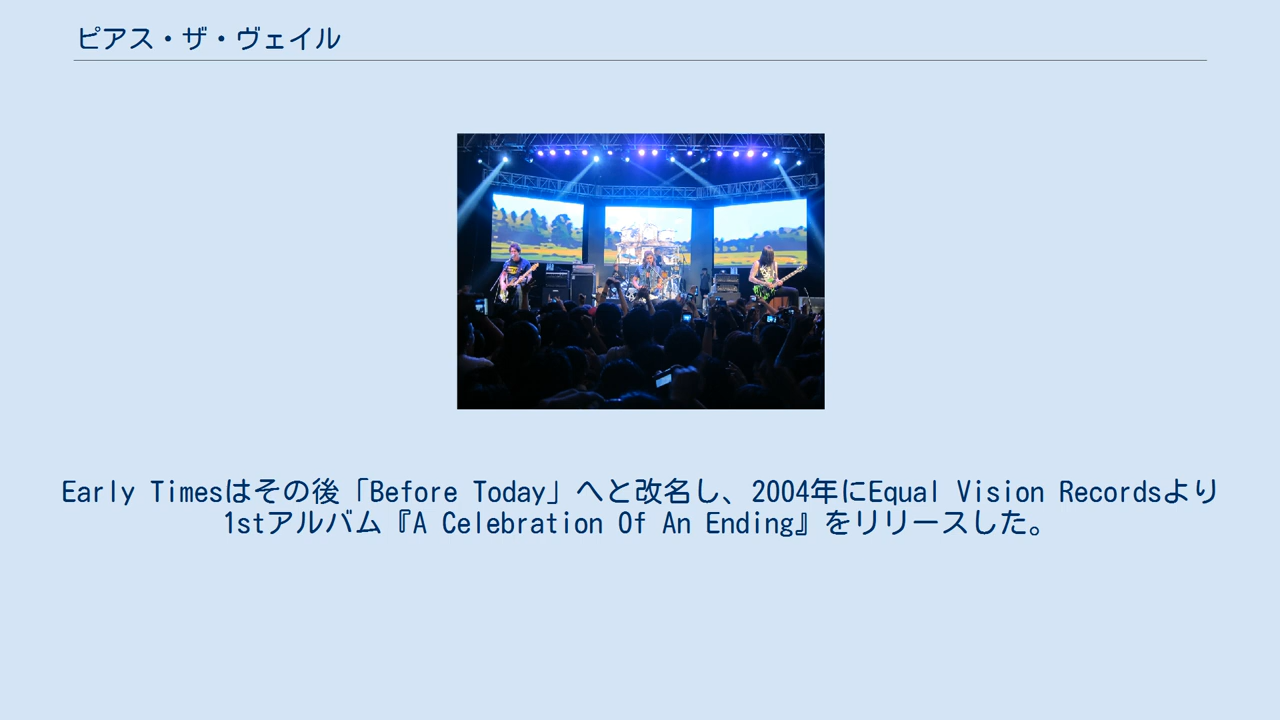 ピアス・ザ・ヴェイル
Early Timesはその後「Before Today」へと改名し、2004年にEqual Vision Recordsより
1stアルバム『A Celebration Of An Ending』をリリースした。